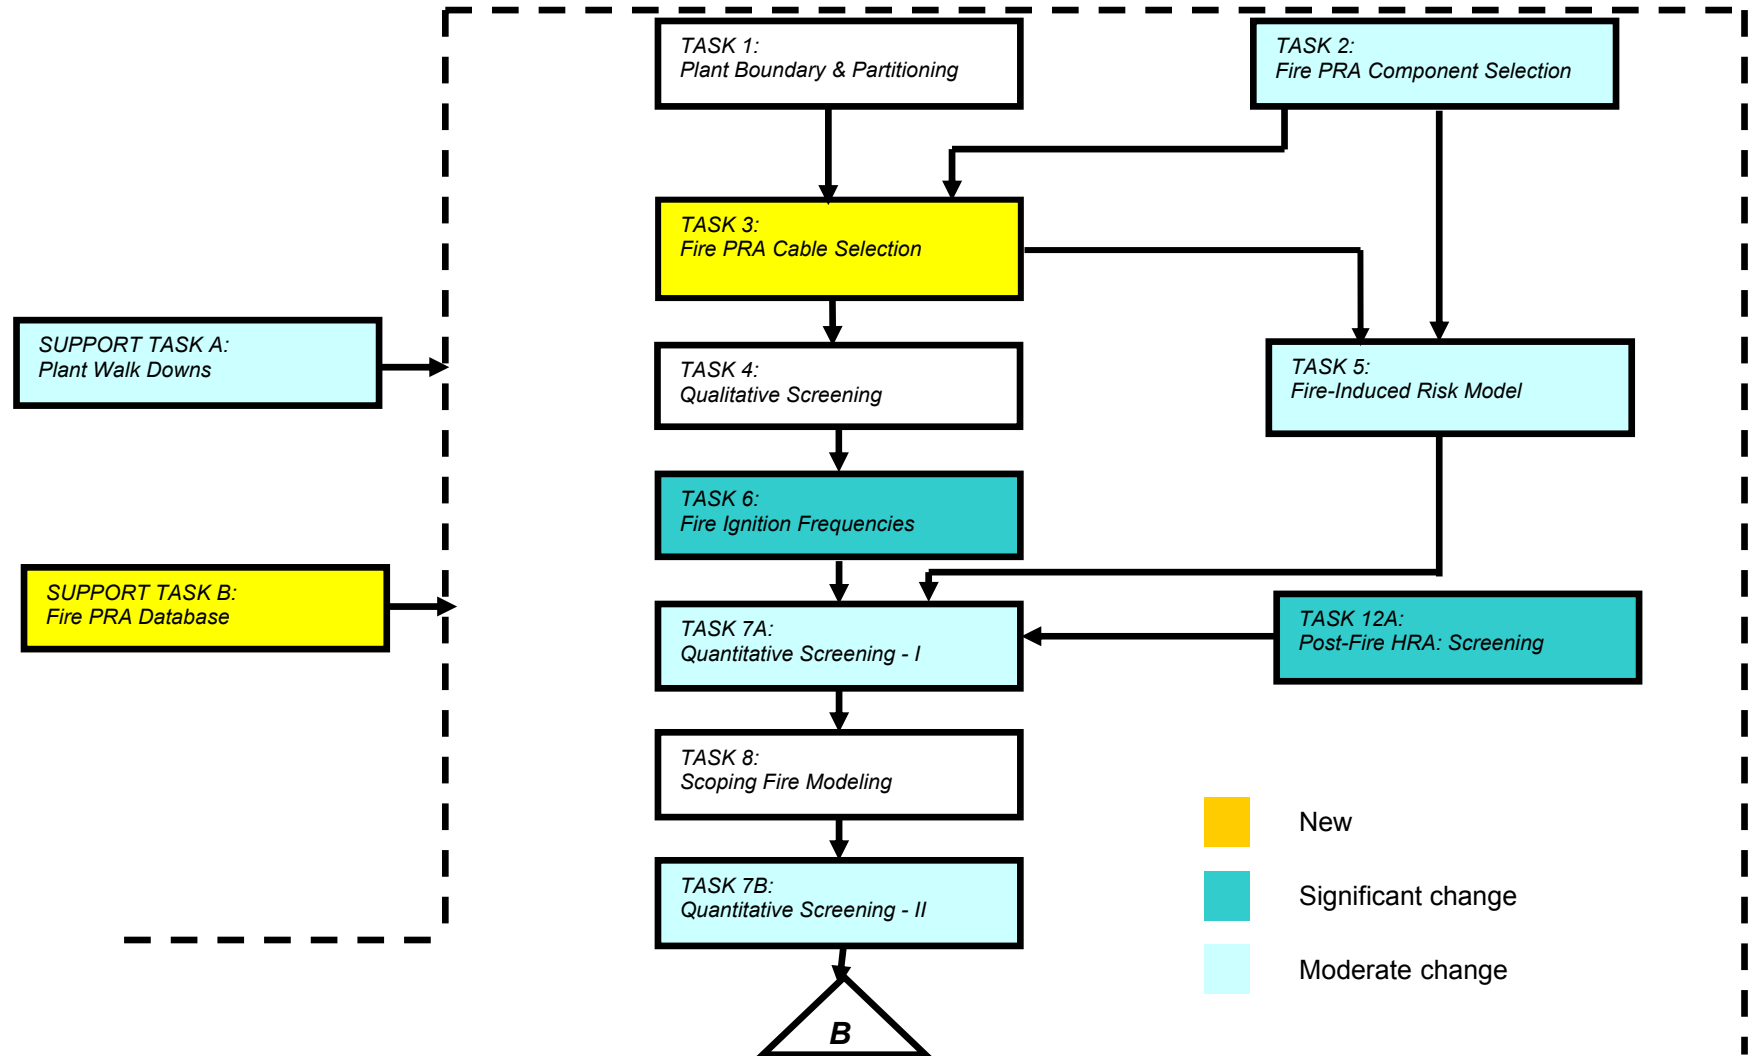 TASK 1:
Plant Boundary & Partitioning
TASK 2:
Fire PRA Component Selection
TASK 3:
Fire PRA Cable Selection
SUPPORT TASK A:
Plant Walk Downs
TASK 4:
Qualitative Screening
TASK 5:
Fire-Induced Risk Model
TASK 6:
Fire Ignition Frequencies
SUPPORT TASK B:
Fire PRA Database
TASK 7A:
Quantitative Screening - I
TASK 12A:
Post-Fire HRA: Screening
TASK 8:
Scoping Fire Modeling
TASK 7B:
Quantitative Screening - II
New
Significant change
Moderate change
B